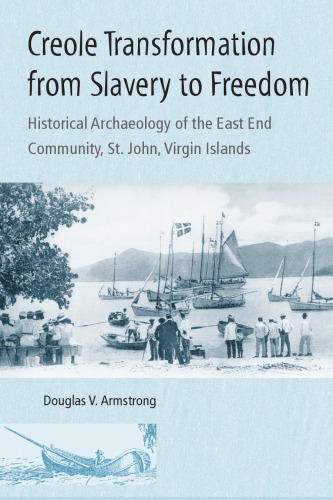 Creole Transformation
from Slavery to Freedom
Historical Archaeology of the East End
Community, St. John, Virgin Islands
Douglas V. Armstrong